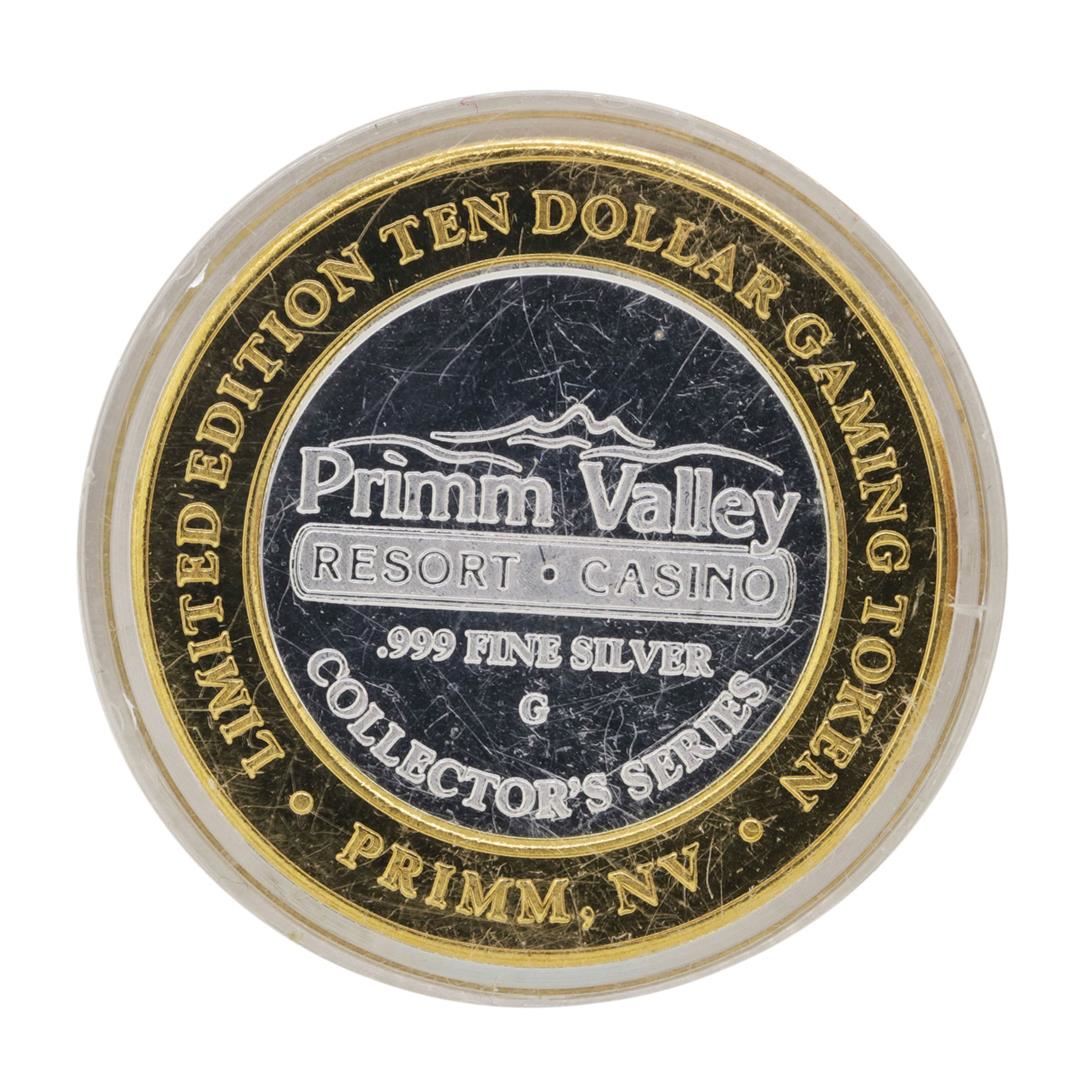 LIMITED EDITION TEN DOLLAR GAMING TOKEN
Primm Valley
RESORT • CASINO
.999 FINE SILVER
G
COLLECTOR'S SERIES
• PRIMM, NV •